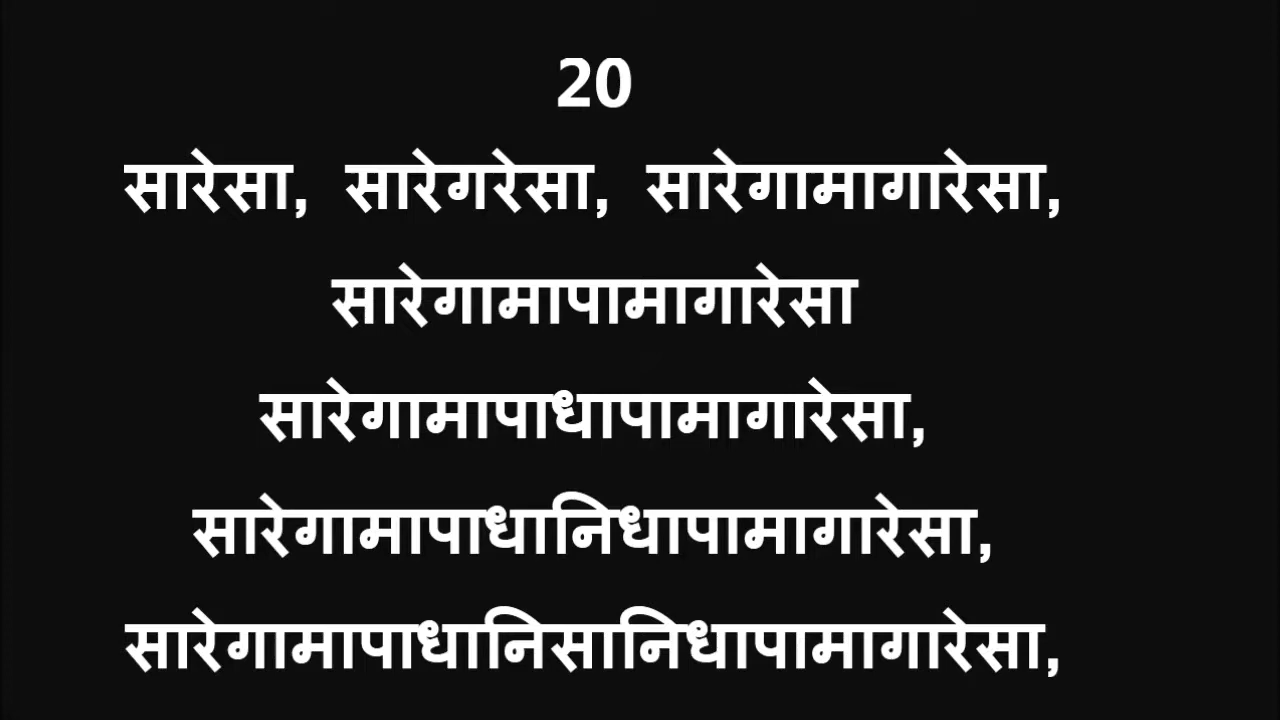 20
सारेसा, सारेगरेसा, सारेगामागारेसा,
सारेगामापामागारेसा
सारेगामापाधापामागारेसा,
सारेगामापाधानिधापामागारेसा,
सारेगामापाधानिसानिधापामागारेसा,